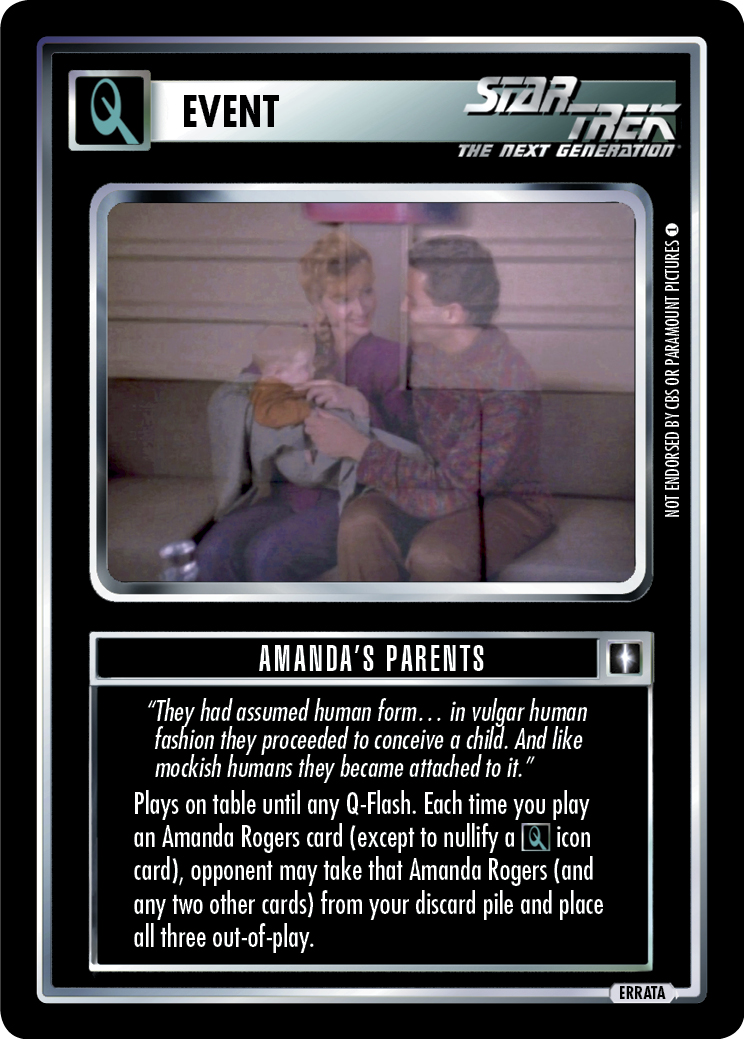 EVENT
STAR TREK
THE NEXT GENERATION
NOT ENDORSED BY CBS OR PARAMOUNT PICTURES 1
AMANDA'S PARENTS
“They had assumed human form… in vulgar human
fashion they proceeded to conceive a child. And like
mockish humans they became attached to it.”
Plays on table until any Q-Flash. Each time you play
an Amanda Rogers card (except to nullify a Q icon
card), opponent may take that Amanda Rogers (and
any two other cards) from your discard pile and place
all three out-of-play.
ERRATA